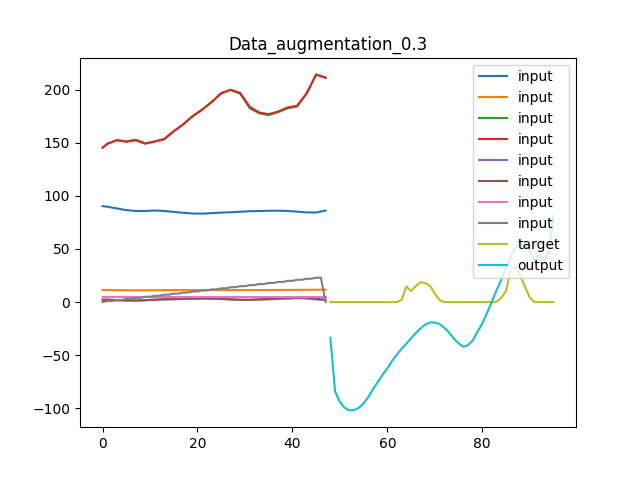 Data_augmentation_0.3
input
input
input
input
input
input
input
input
target
output
200
150
100
50
0
−50
−100
0 20 40 60 80